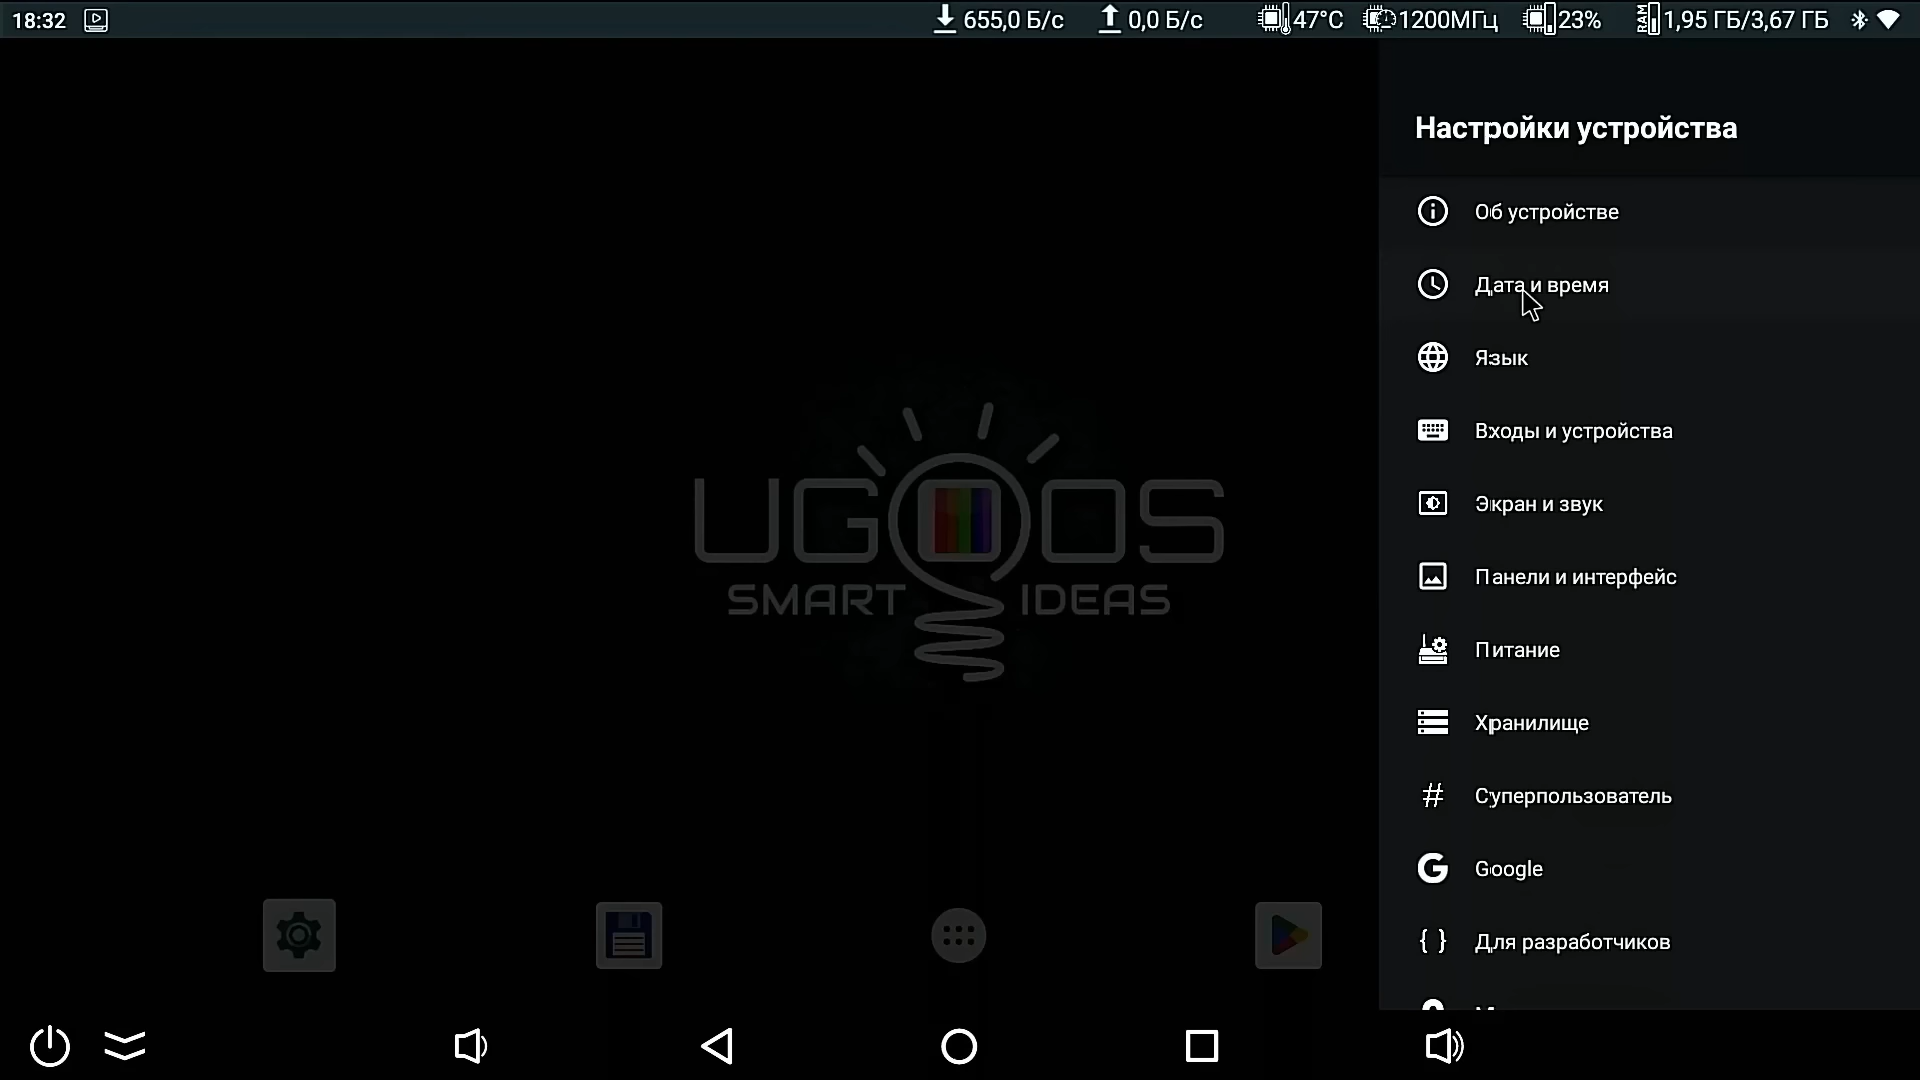 18:32 655,0 Б/с 0,0 Б/с 47°C 1200МГц 23% RAM 1,95 ГБ/3,67 ГБ
Настройки устройства
Об устройстве
Дата и время
Язык
Входы и устройства
Экран и звук
Панели и интерфейс
Питание
Хранилище
Суперпользователь
Google
Для разработчиков
UGOOS
SMART IDEAS